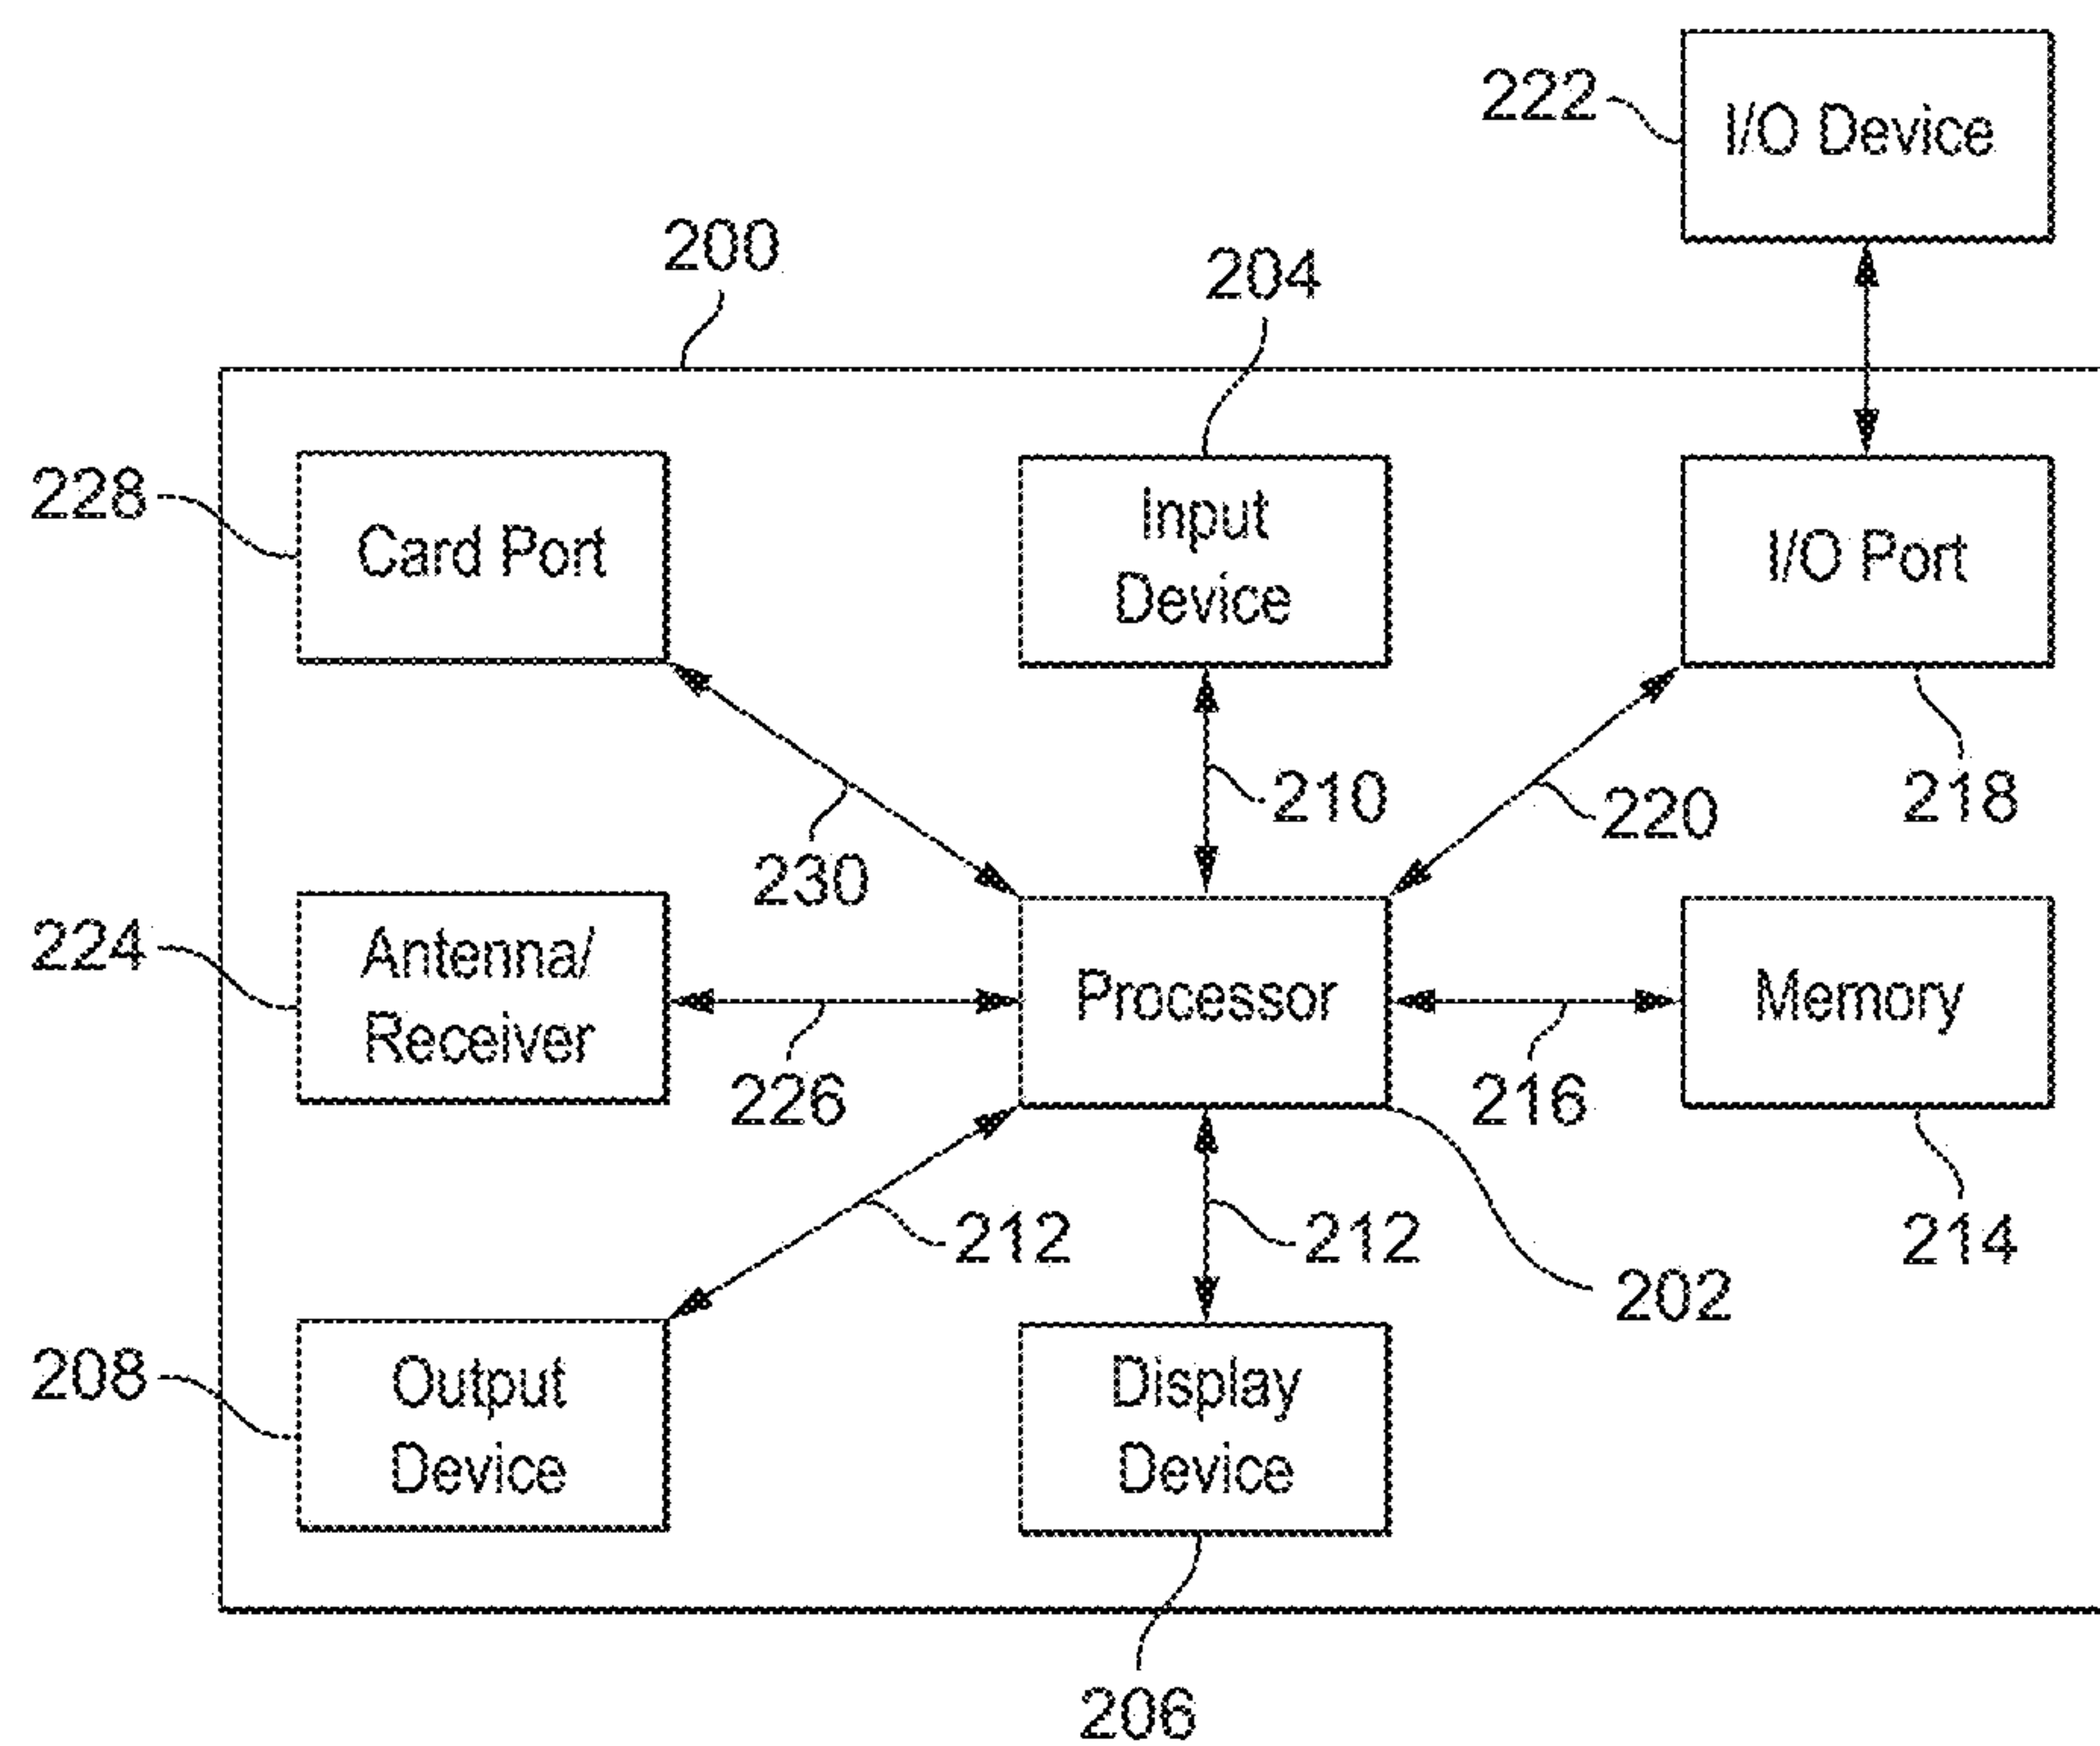 222
I/O Device
200
204
228
Card Port
Input
Device
I/O Port
210
220
218
230
224
Antenna/
Receiver
Processor
Memory
226
216
212
212
202
214
208
Output
Device
Display
Device
206